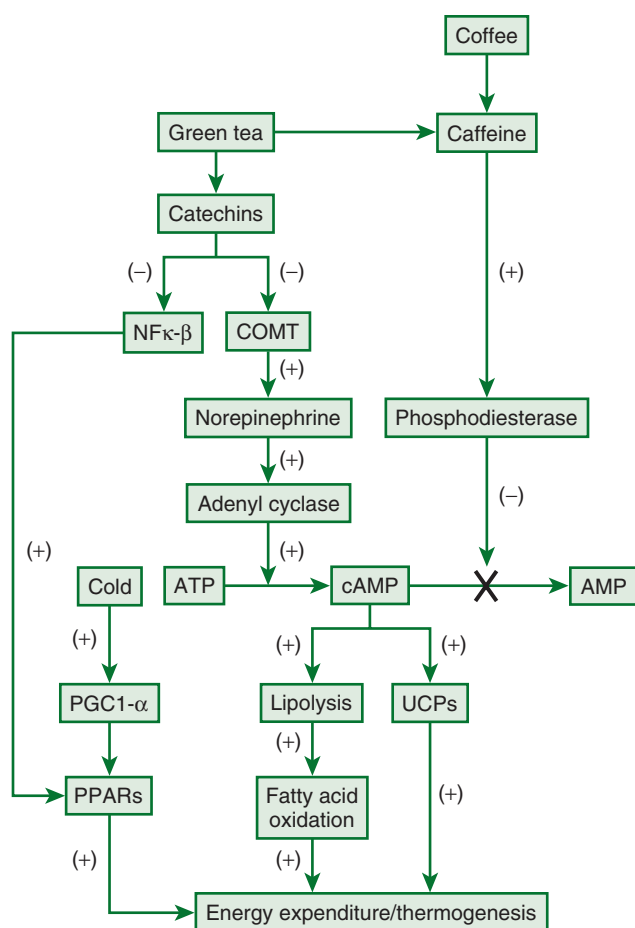 Coffee
Green tea
Caffeine
Catechins
(−)
(−)
(+)
NFκ-β
COMT
(+)
Norepinephrine
Phosphodiesterase
(+)
Adenyl cyclase
(−)
(+)
(+)
Cold
ATP
cAMP
AMP
(+)
(+)
(+)
PGC1-α
Lipolysis
UCPs
(+)
PPARs
Fatty acid
oxidation
(+)
(+)
(+)
Energy expenditure/thermogenesis